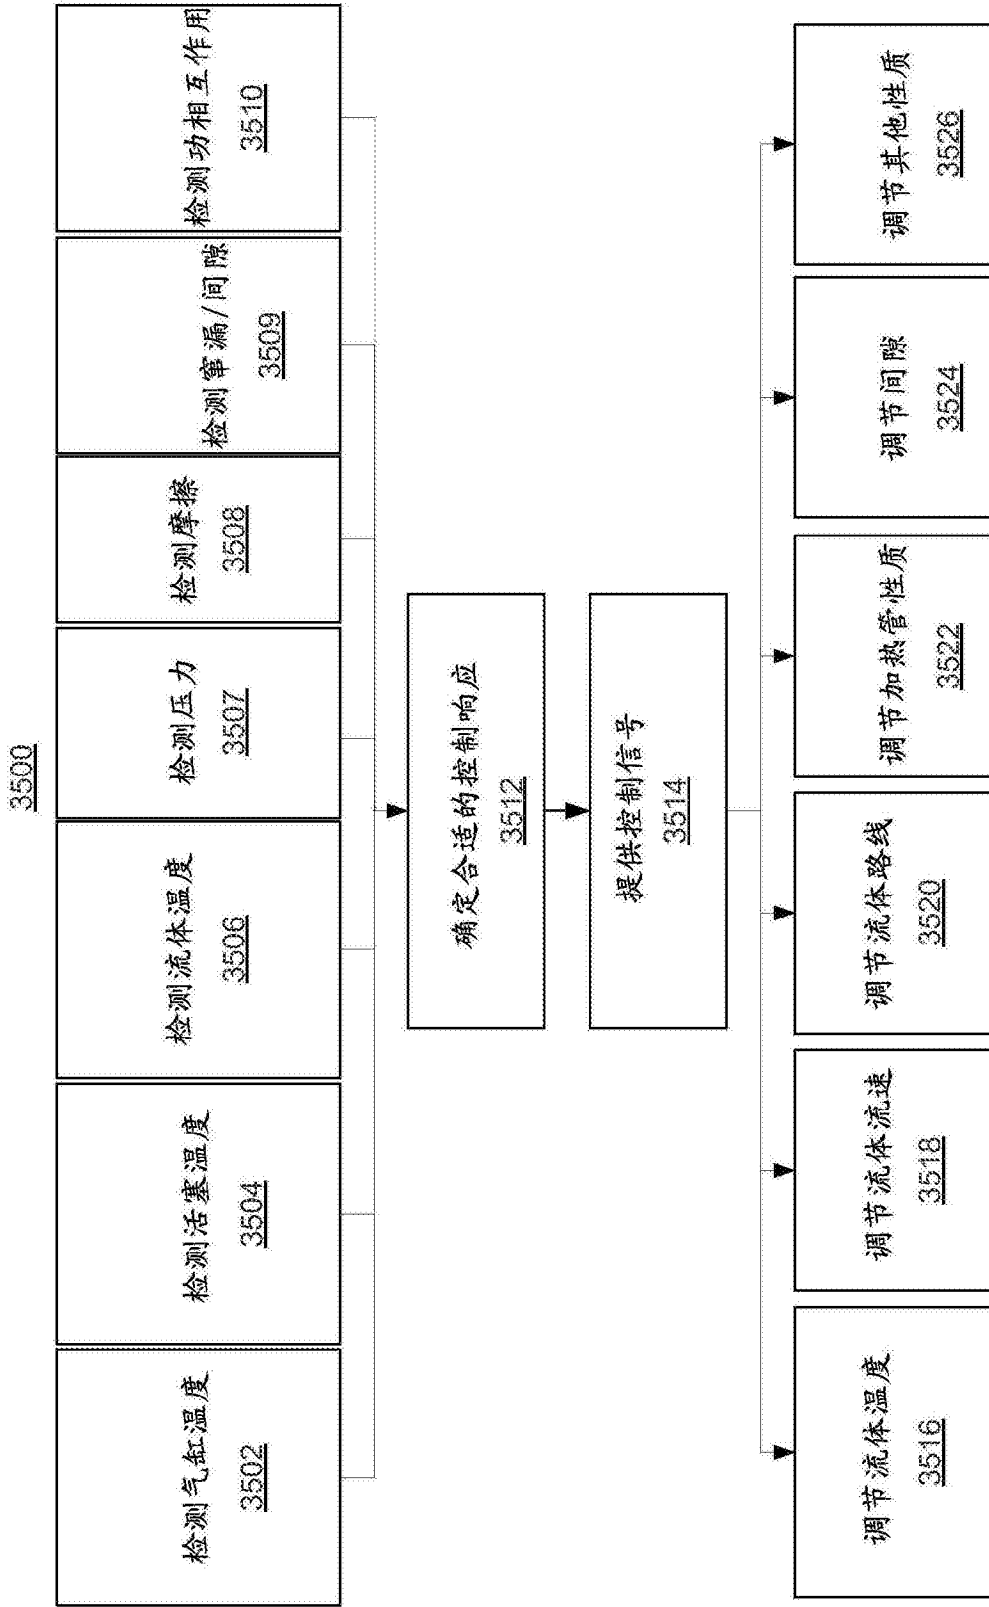 3500
检测气缸温度
3502
检测活塞温度
3504
检测流体温度
3506
检测压力
3507
检测摩擦
3508
检测窜漏/间隙
3509
检测功相互作用
3510
确定合适的控制响应
3512
提供控制信号
3514
调节流体温度
3516
调节流体流速
3518
调节流体路线
3520
调节加热管性质
3522
调节间隙
3524
调节其他性质
3526